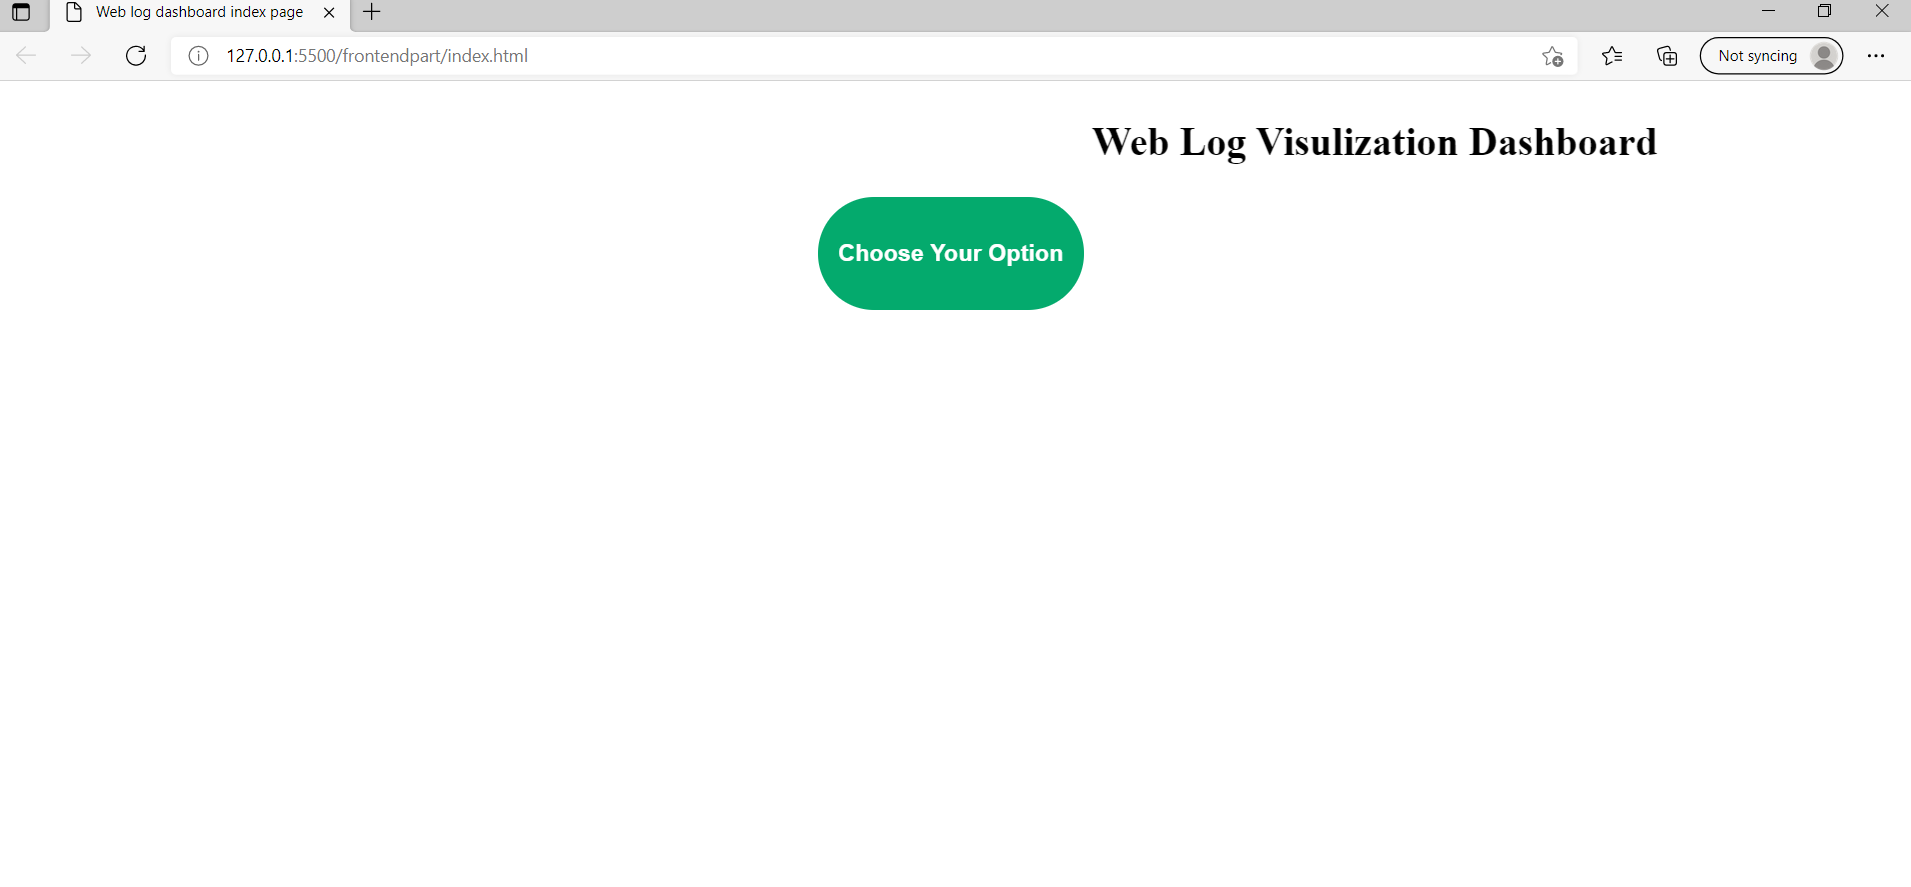 Web log dashboard index page
127.0.0.1:5500/frontendpart/index.html
Not syncing
Web Log Visulization Dashboard
Choose Your Option